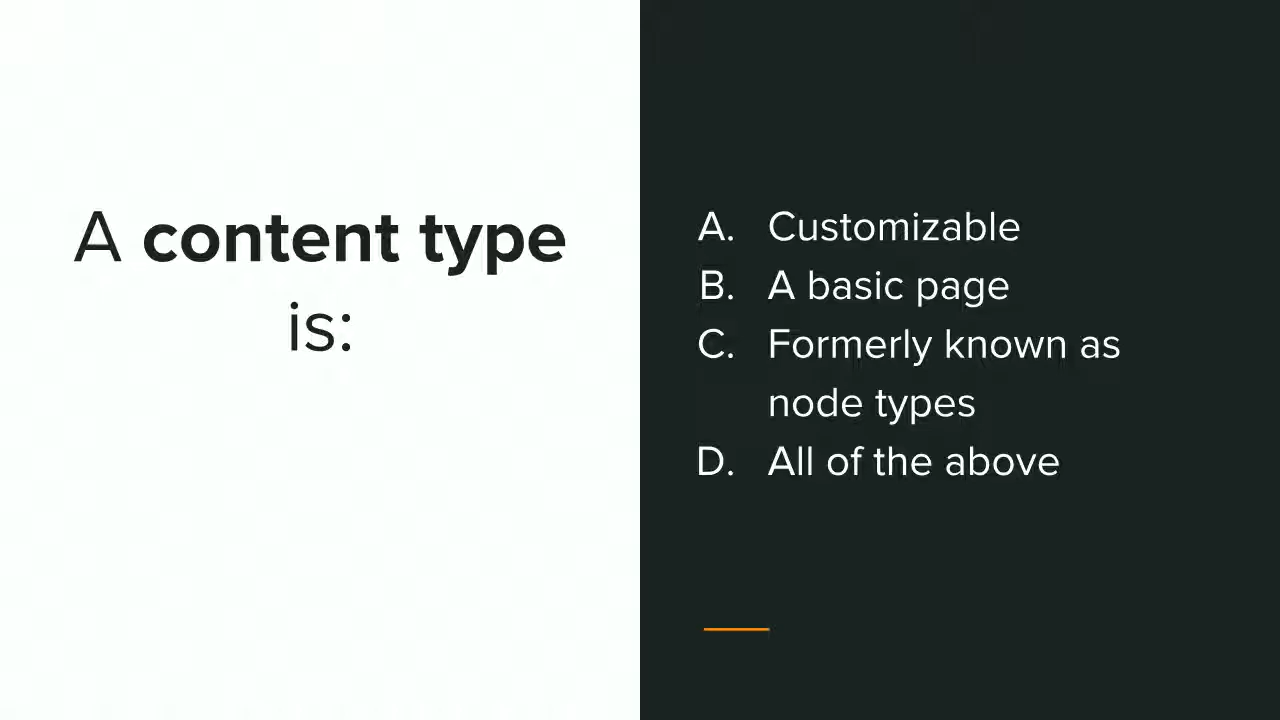 A content type
is:
A. Customizable
B. A basic page
C. Formerly known as
node types
D. All of the above